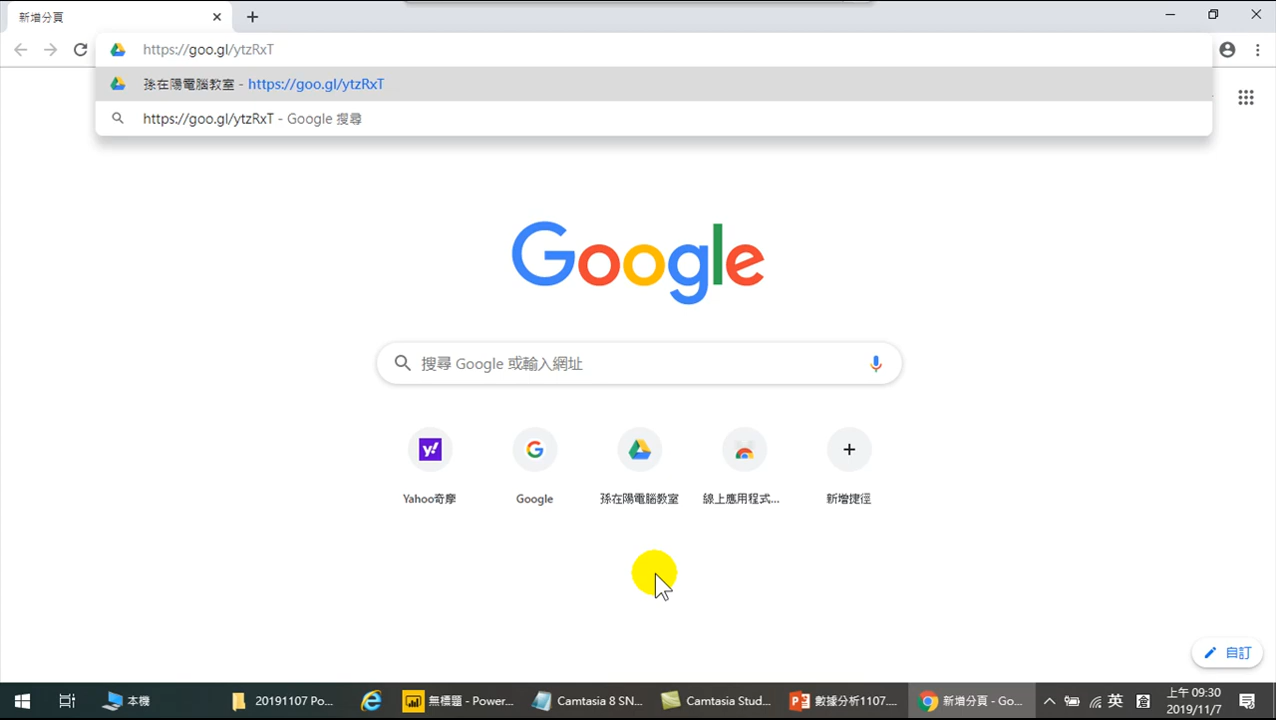 新增分頁
https://goo.gl/ytzRxT
孫在陽電腦教室 - https://goo.gl/ytzRxT
https://goo.gl/ytzRxT - Google 搜尋
Google
搜尋 Google 或輸入網址
Yahoo奇摩
Google
孫在陽電腦教室
線上應用程式...
新增捷徑
自訂
本機
20191107 Po...
無標題 - Power...
Camtasia 8 SN...
Camtasia Stud...
數據分析1107....
新增分頁 - Go...
英
倉
上午 09:30
2019/11/7